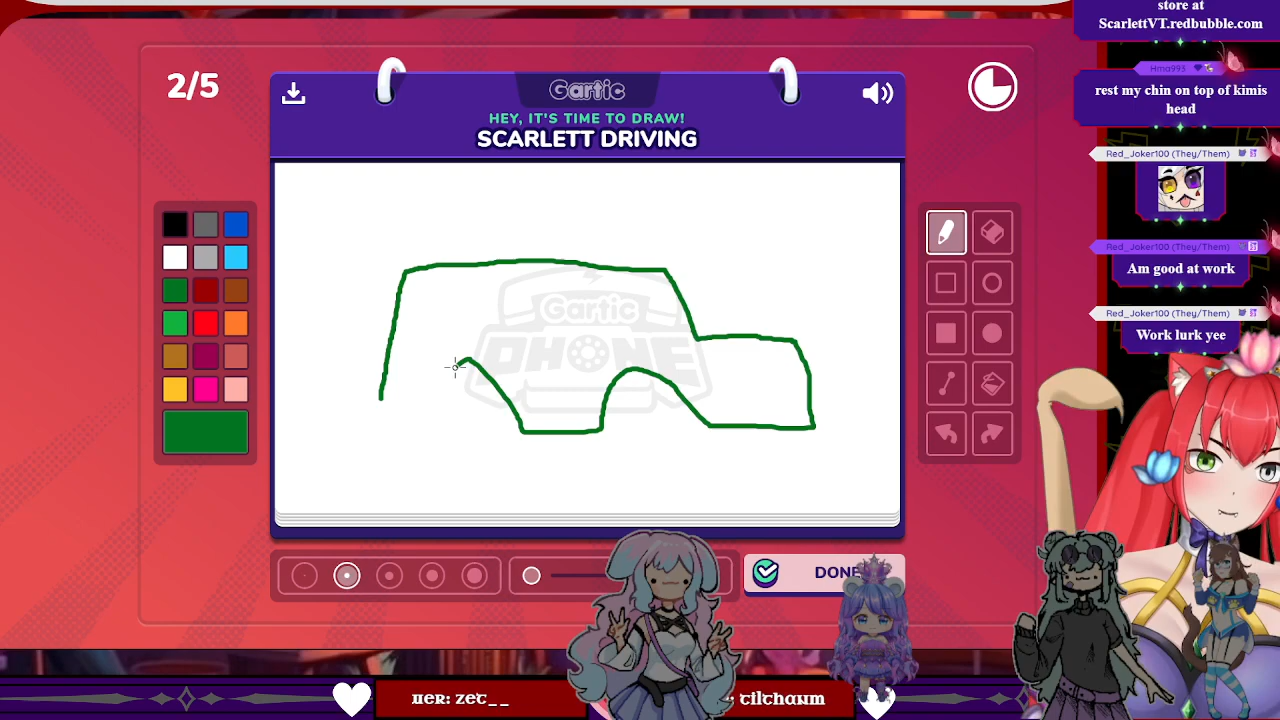 2/5
Gartic
HEY, IT'S TIME TO DRAW!
SCARLETT DRIVING
Gartic
PHONE
DONE
store at
ScarlettVT.redbubble.com
Hma993
rest my chin on top of kimis
head
Red_Joker100 (They/Them)
Red_Joker100 (They/Them)
Am good at work
Red_Joker100 (They/Them)
Work lurk yee